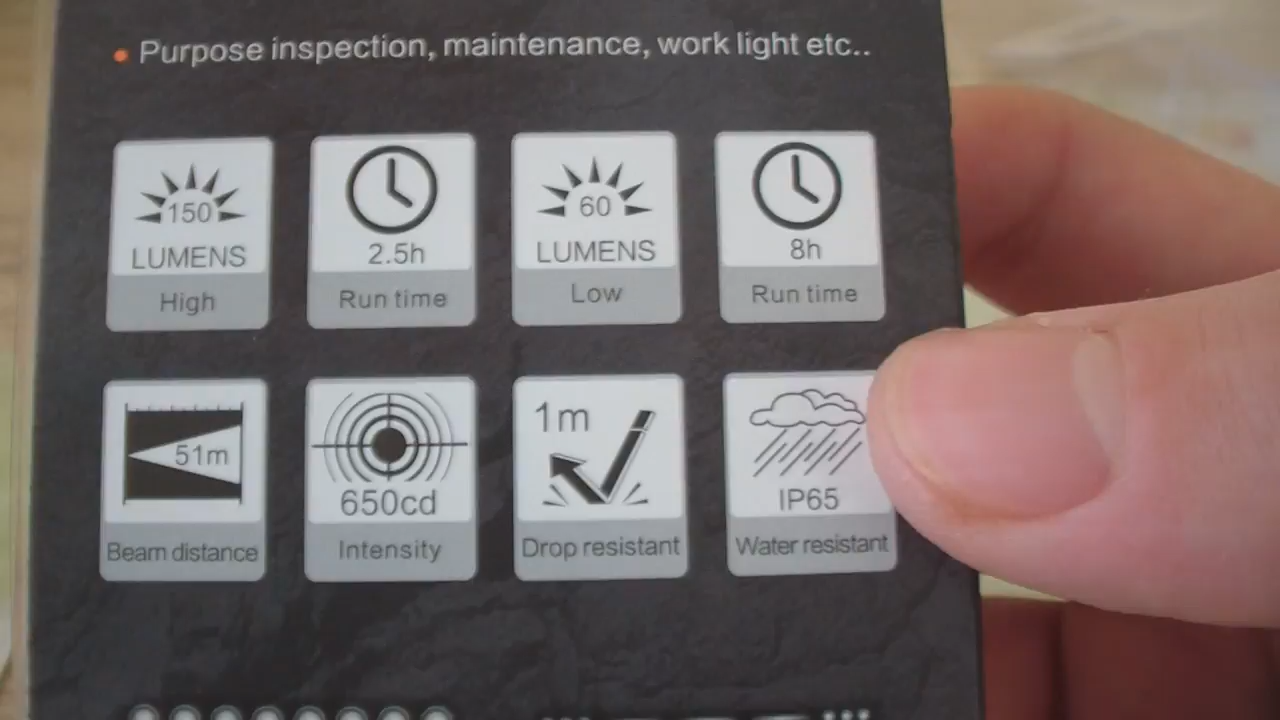 Purpose inspection, maintenance, work light etc..
150
LUMENS
High
2.5h
Run time
60
LUMENS
Low
8h
Run time
51m
Beam distance
650cd
Intensity
1m
Drop resistant
IP65
Water resistant